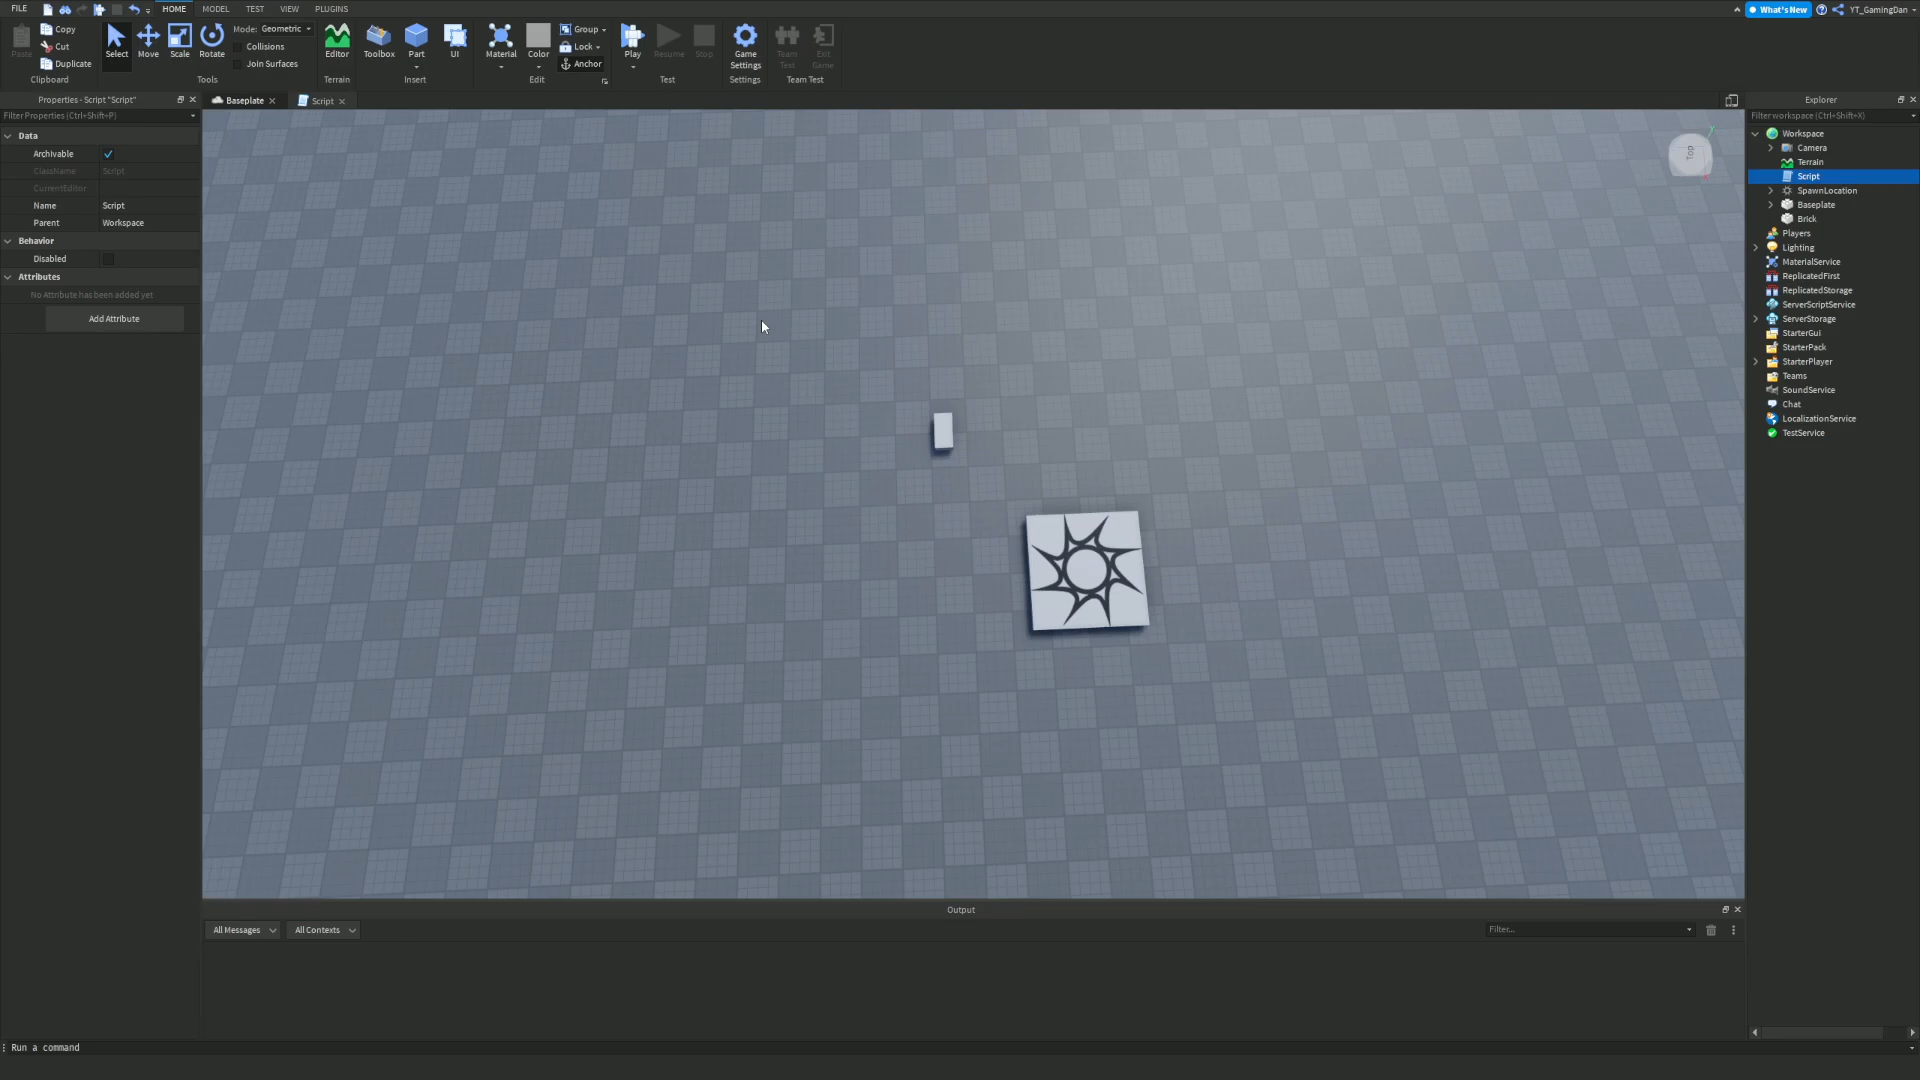 FILE HOME MODEL TEST VIEW PLUGINS What's New YT_GamingDan
Paste Copy Cut Duplicate Clipboard
Select Move Scale Rotate Mode: Geometric Collisions Join Surfaces Tools
Editor Terrain
Toolbox Part UI Insert
Material Color Group Lock Anchor Edit
Play Resume Stop Test
Game Settings Settings
Team Test Exit Game Team Test
Properties - Script "Script"
Filter Properties (Ctrl+Shift+P)
Data
Archivable
ClassName Script
CurrentEditor
Name Script
Parent Workspace
Behavior
Disabled
Attributes
No Attribute has been added yet
Add Attribute
Baseplate Script
Top
Explorer
Filter workspace (Ctrl+Shift+X)
Workspace
Camera
Terrain
Script
SpawnLocation
Baseplate
Brick
Players
Lighting
MaterialService
ReplicatedFirst
ReplicatedStorage
ServerScriptService
ServerStorage
StarterGui
StarterPack
StarterPlayer
Teams
SoundService
Chat
LocalizationService
TestService
Output
All Messages All Contexts Filter...
Run a command